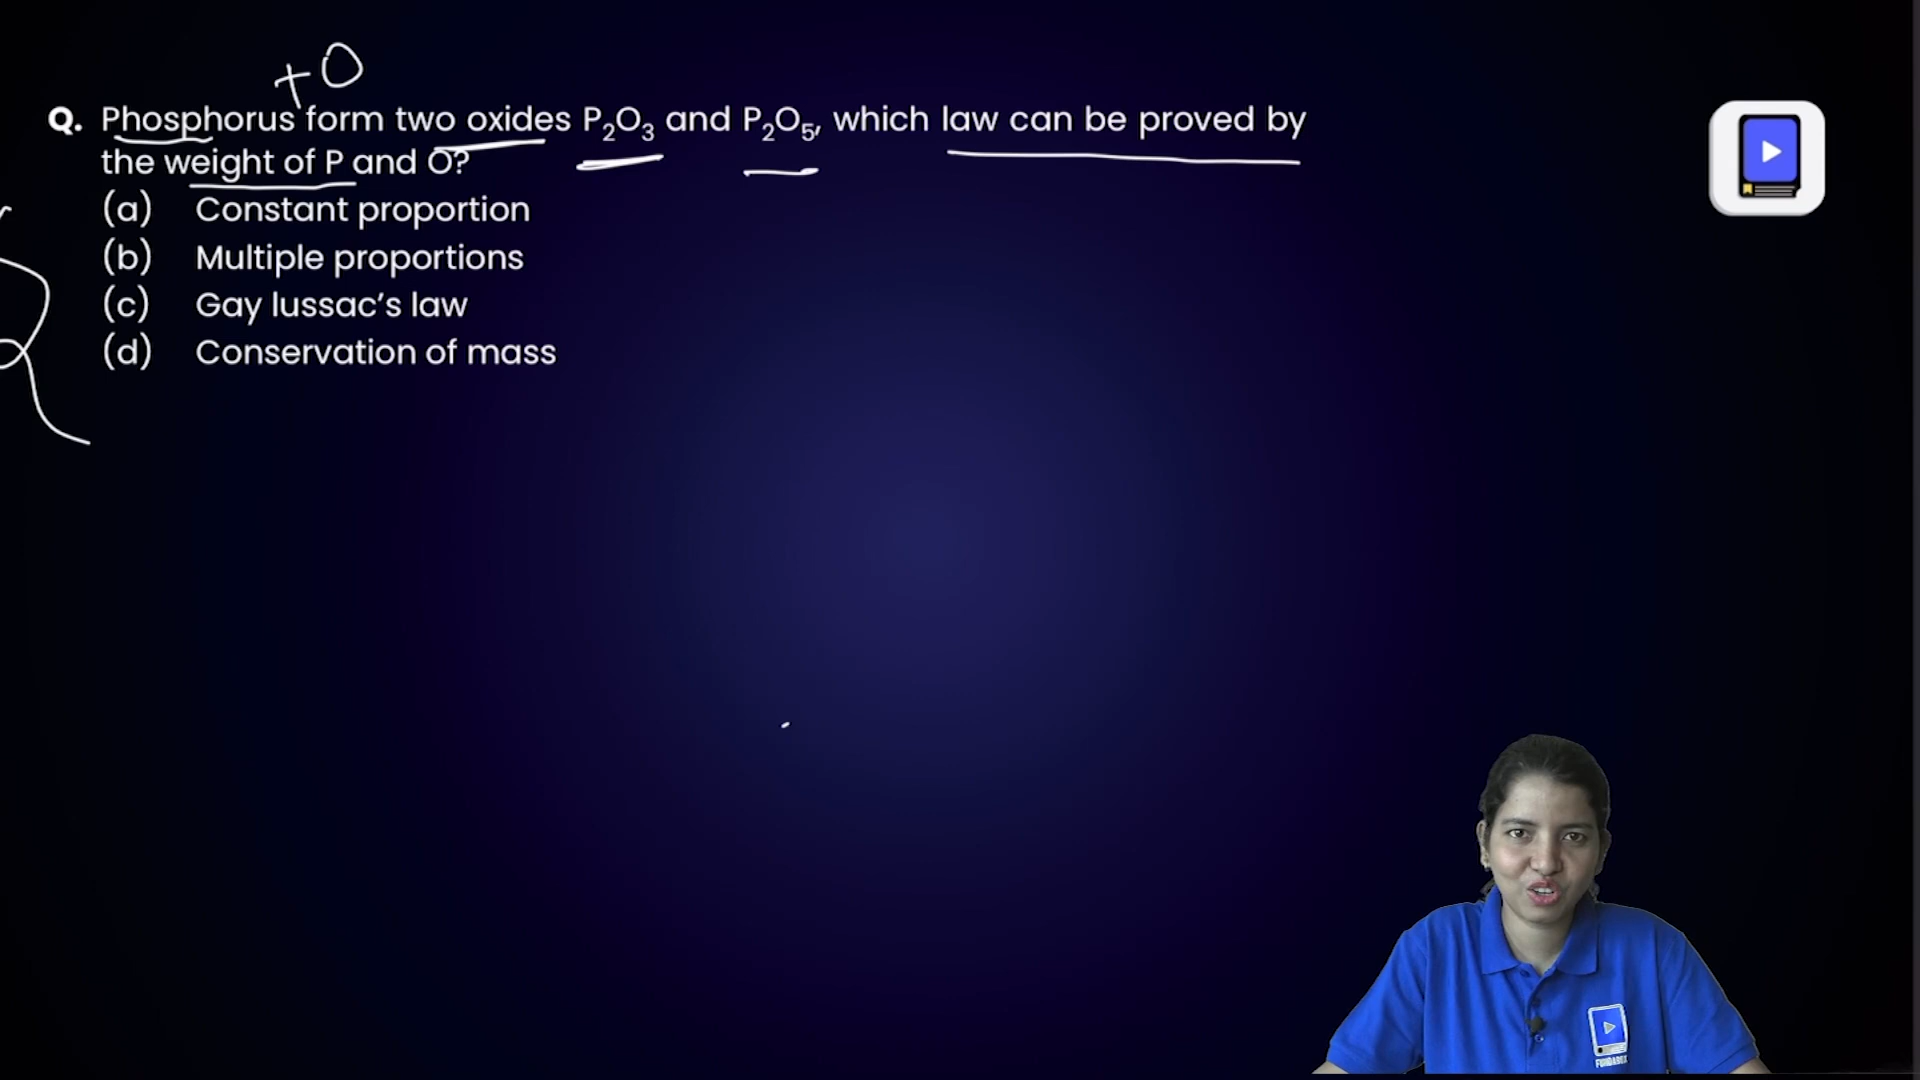 +O
Q. Phosphorus form two oxides P₂O₃ and P₂O₅, which law can be proved by
the weight of P and O?
(a) Constant proportion
(b) Multiple proportions
(c) Gay lussac’s law
(d) Conservation of mass
FUNDABOX